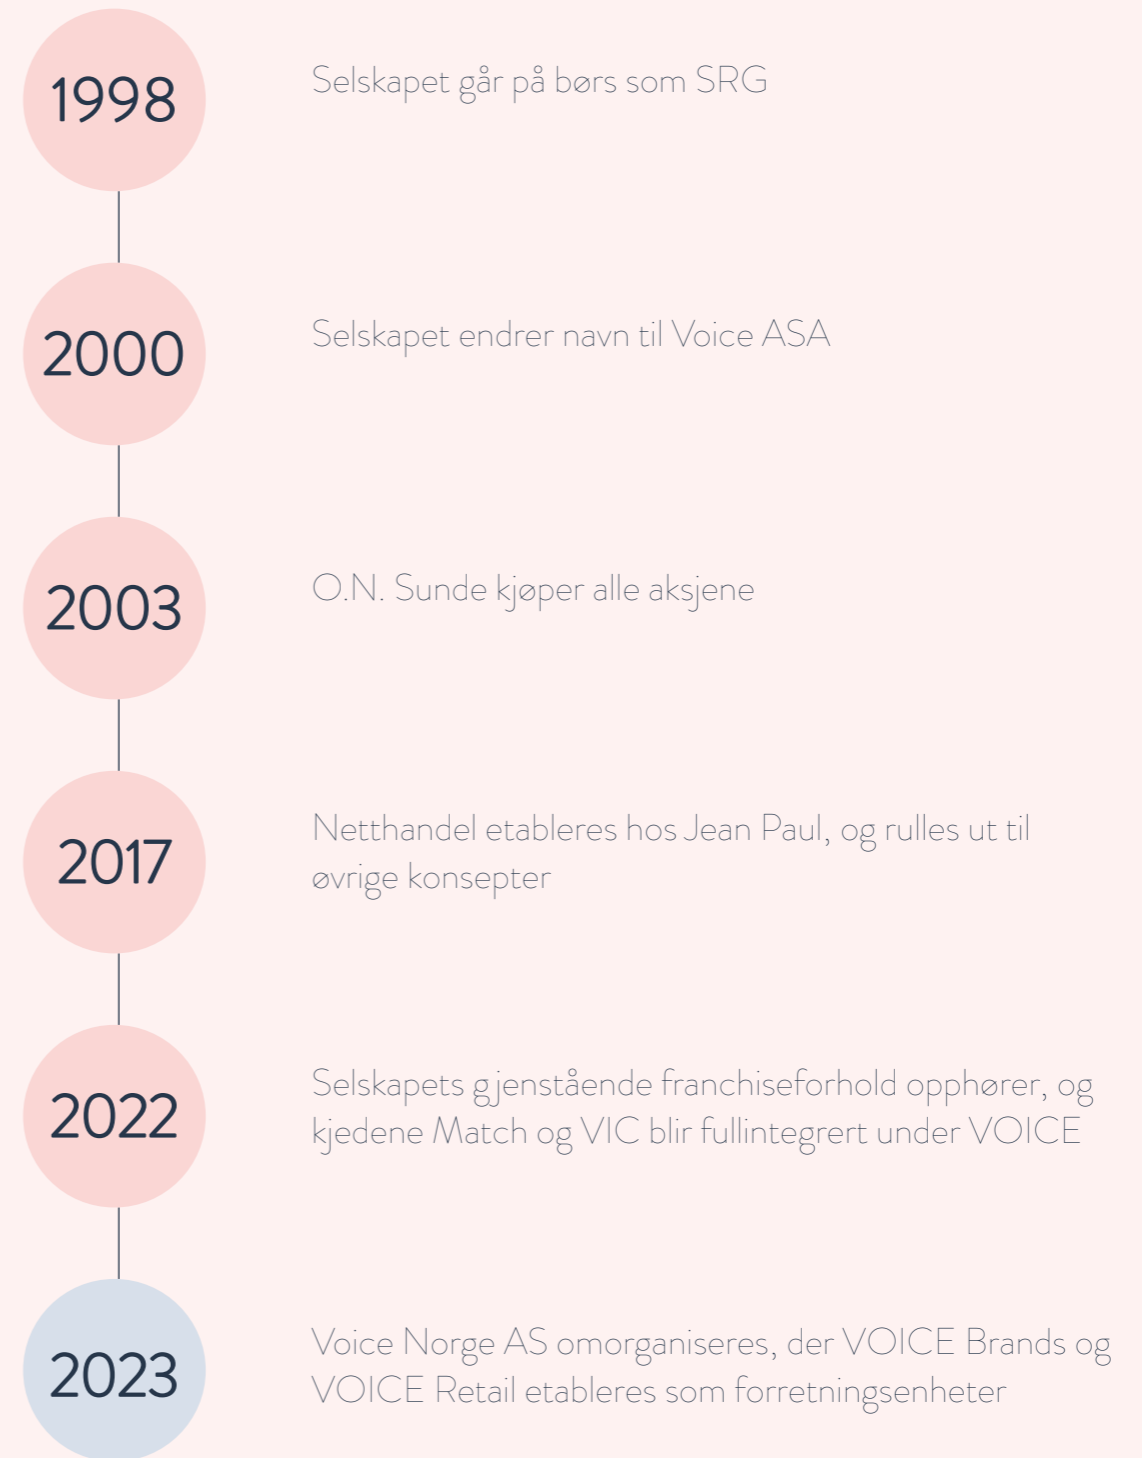 1998
Selskapet går på børs som SRG
2000
Selskapet endrer navn til Voice ASA
2003
O.N. Sunde kjøper alle aksjene
2017
Netthandel etableres hos Jean Paul, og rulles ut til
øvrige konsepter
2022
Selskapets gjenstående franchiseforhold opphører, og
kjedene Match og VIC blir fullintegrert under VOICE
2023
Voice Norge AS omorganiseres, der VOICE Brands og
VOICE Retail etableres som forretningsenheter